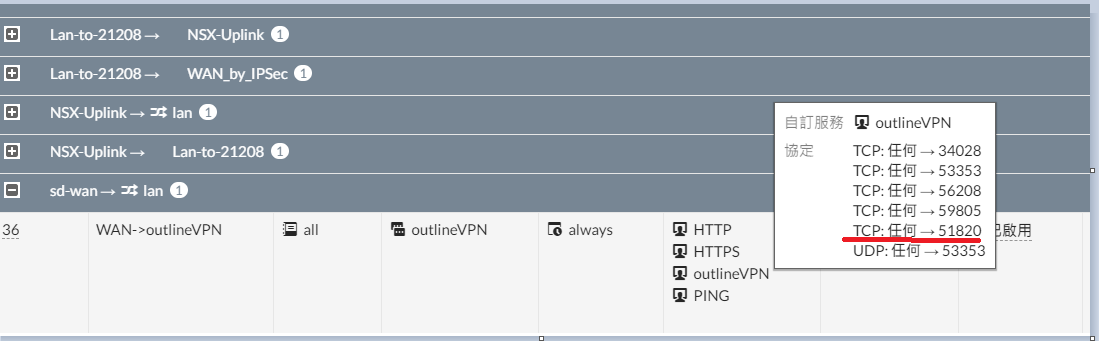 Lan-to-21208 → NSX-Uplink 1
Lan-to-21208 → WAN_by_IPSec 1
NSX-Uplink → lan 1
NSX-Uplink → Lan-to-21208 1
sd-wan → lan 1
36 WAN->outlineVPN all outlineVPN always
HTTP
HTTPS
outlineVPN
PING
已啟用
自訂服務 outlineVPN
協定 TCP: 任何 → 34028
TCP: 任何 → 53353
TCP: 任何 → 56208
TCP: 任何 → 59805
TCP: 任何 → 51820
UDP: 任何 → 53353